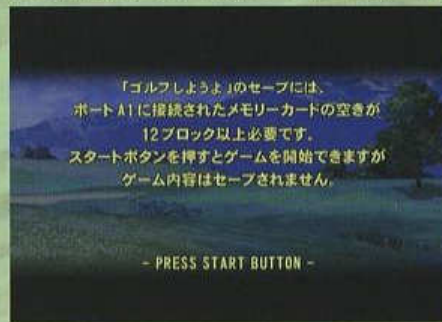 「ゴルフしようよ」のセーブには、
ポートA1に接続されたメモリーカードの空きが
12ブロック以上必要です。
スタートボタンを押すとゲームを開始できますが
ゲーム内容はセーブされません。
- PRESS START BUTTON -